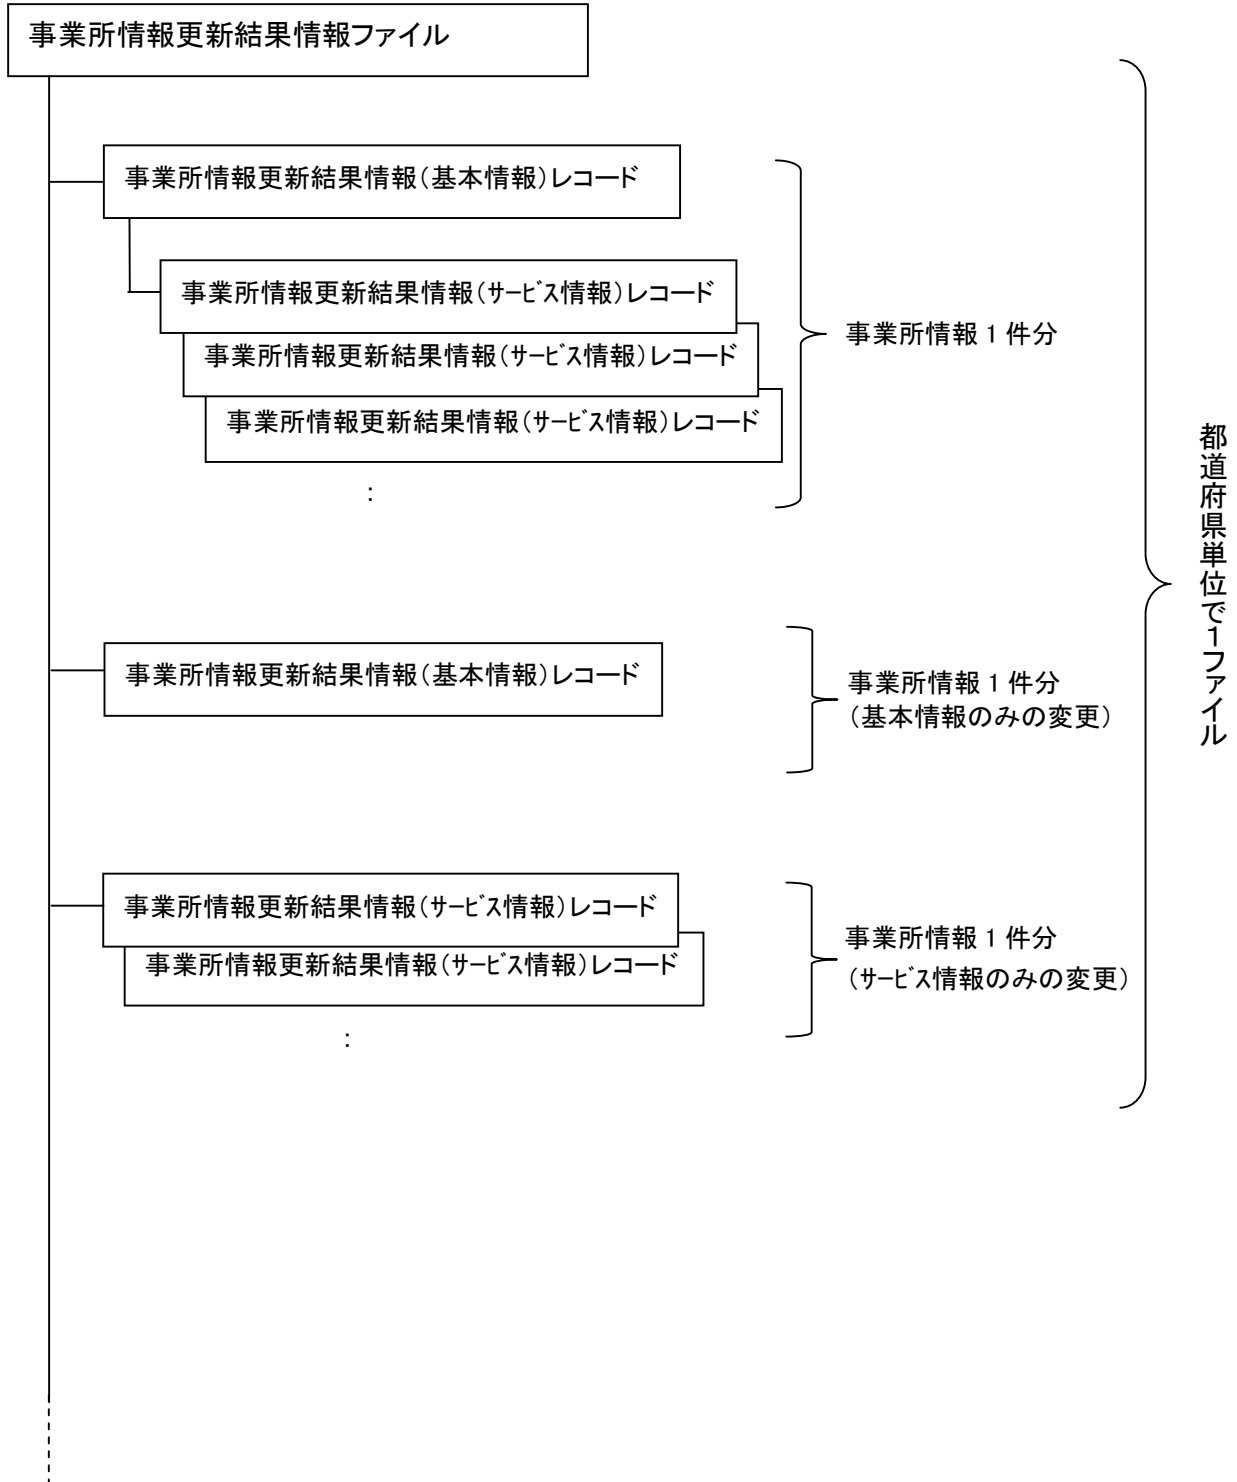 事業所情報更新結果情報ファイル
事業所情報更新結果情報(基本情報)レコード
事業所情報更新結果情報(サービス情報)レコード
事業所情報更新結果情報(サービス情報)レコード
事業所情報更新結果情報(サービス情報)レコード
:
事業所情報1件分
事業所情報更新結果情報(基本情報)レコード
事業所情報1件分
(基本情報のみの変更)
事業所情報更新結果情報(サービス情報)レコード
事業所情報更新結果情報(サービス情報)レコード
:
事業所情報1件分
(サービス情報のみの変更)
都道府県単位で1ファイル